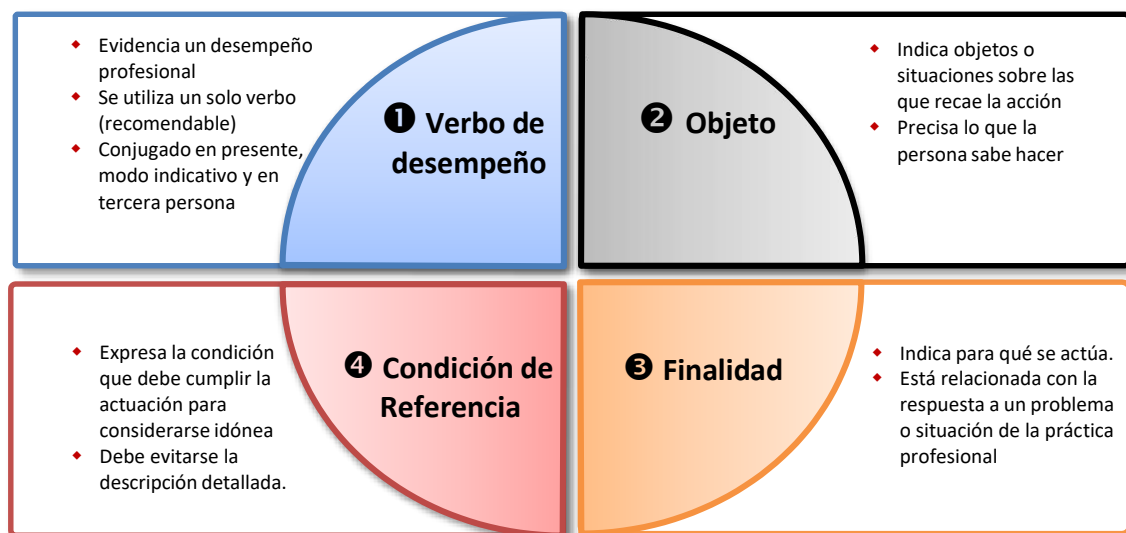 ◆ Evidencia un desempeño
profesional
◆ Se utiliza un solo verbo
(recomendable)
◆ Conjugado en presente,
modo indicativo y en
tercera persona
❶ Verbo de
desempeño
❷ Objeto
◆ Indica objetos o
situaciones sobre las
que recae la acción
◆ Precisa lo que la
persona sabe hacer
◆ Expresa la condición
que debe cumplir la
actuación para
considerarse idónea
◆ Debe evitarse la
descripción detallada.
❹ Condición de
Referencia
❸ Finalidad
◆ Indica para qué se actúa.
◆ Está relacionada con la
respuesta a un problema
o situación de la práctica
profesional